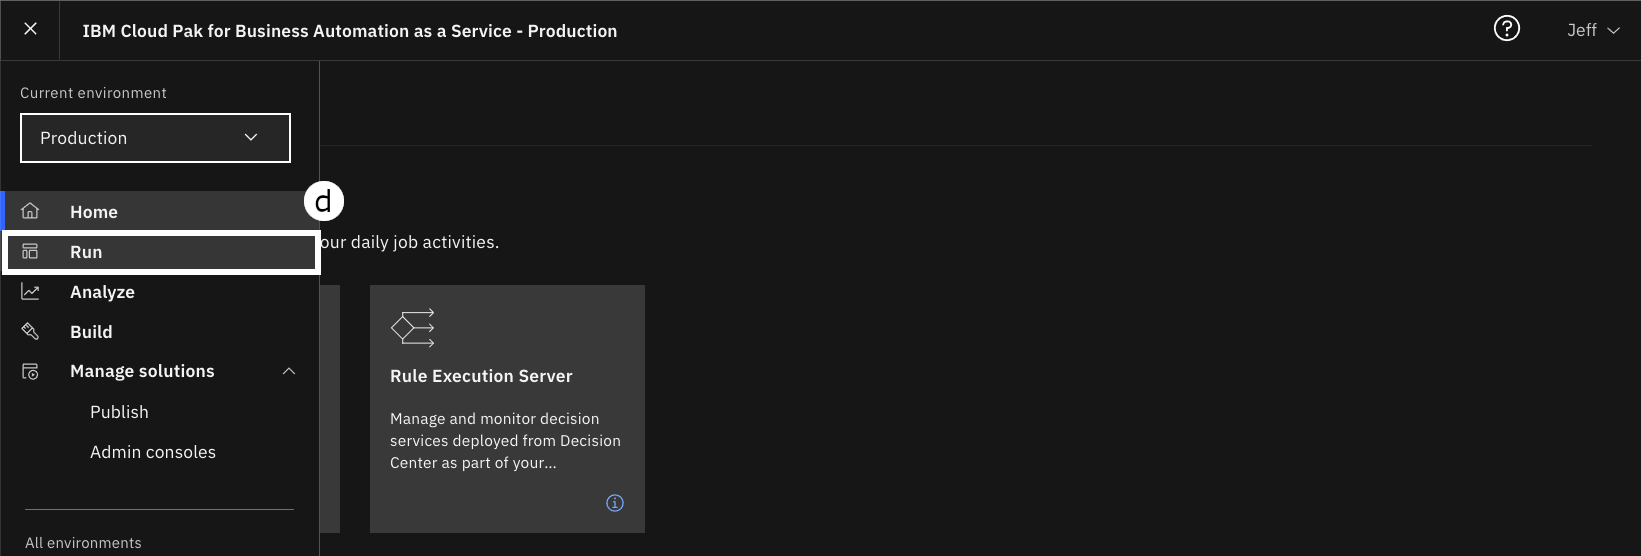 IBM Cloud Pak for Business Automation as a Service - Production
Jeff
Current environment
Production
Home
d
Run
our daily job activities.
Analyze
Build
Manage solutions
Publish
Admin consoles
All environments
Rule Execution Server
Manage and monitor decision
services deployed from Decision
Center as part of your...